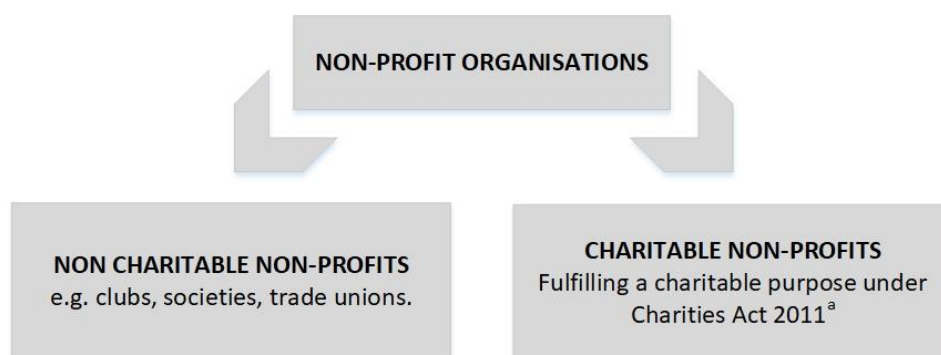 NON-PROFIT ORGANISATIONS
NON CHARITABLE NON-PROFITS
e.g. clubs, societies, trade unions.
CHARITABLE NON-PROFITS
Fulfilling a charitable purpose under
Charities Act 2011ª